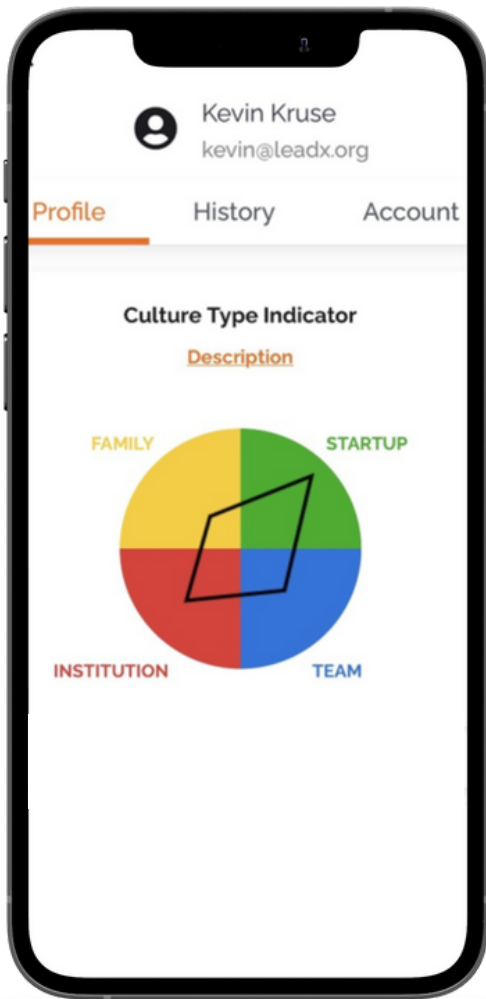 Kevin Kruse
kevin@leadx.org
Profile History Account
Culture Type Indicator
Description
FAMILY STARTUP
INSTITUTION TEAM